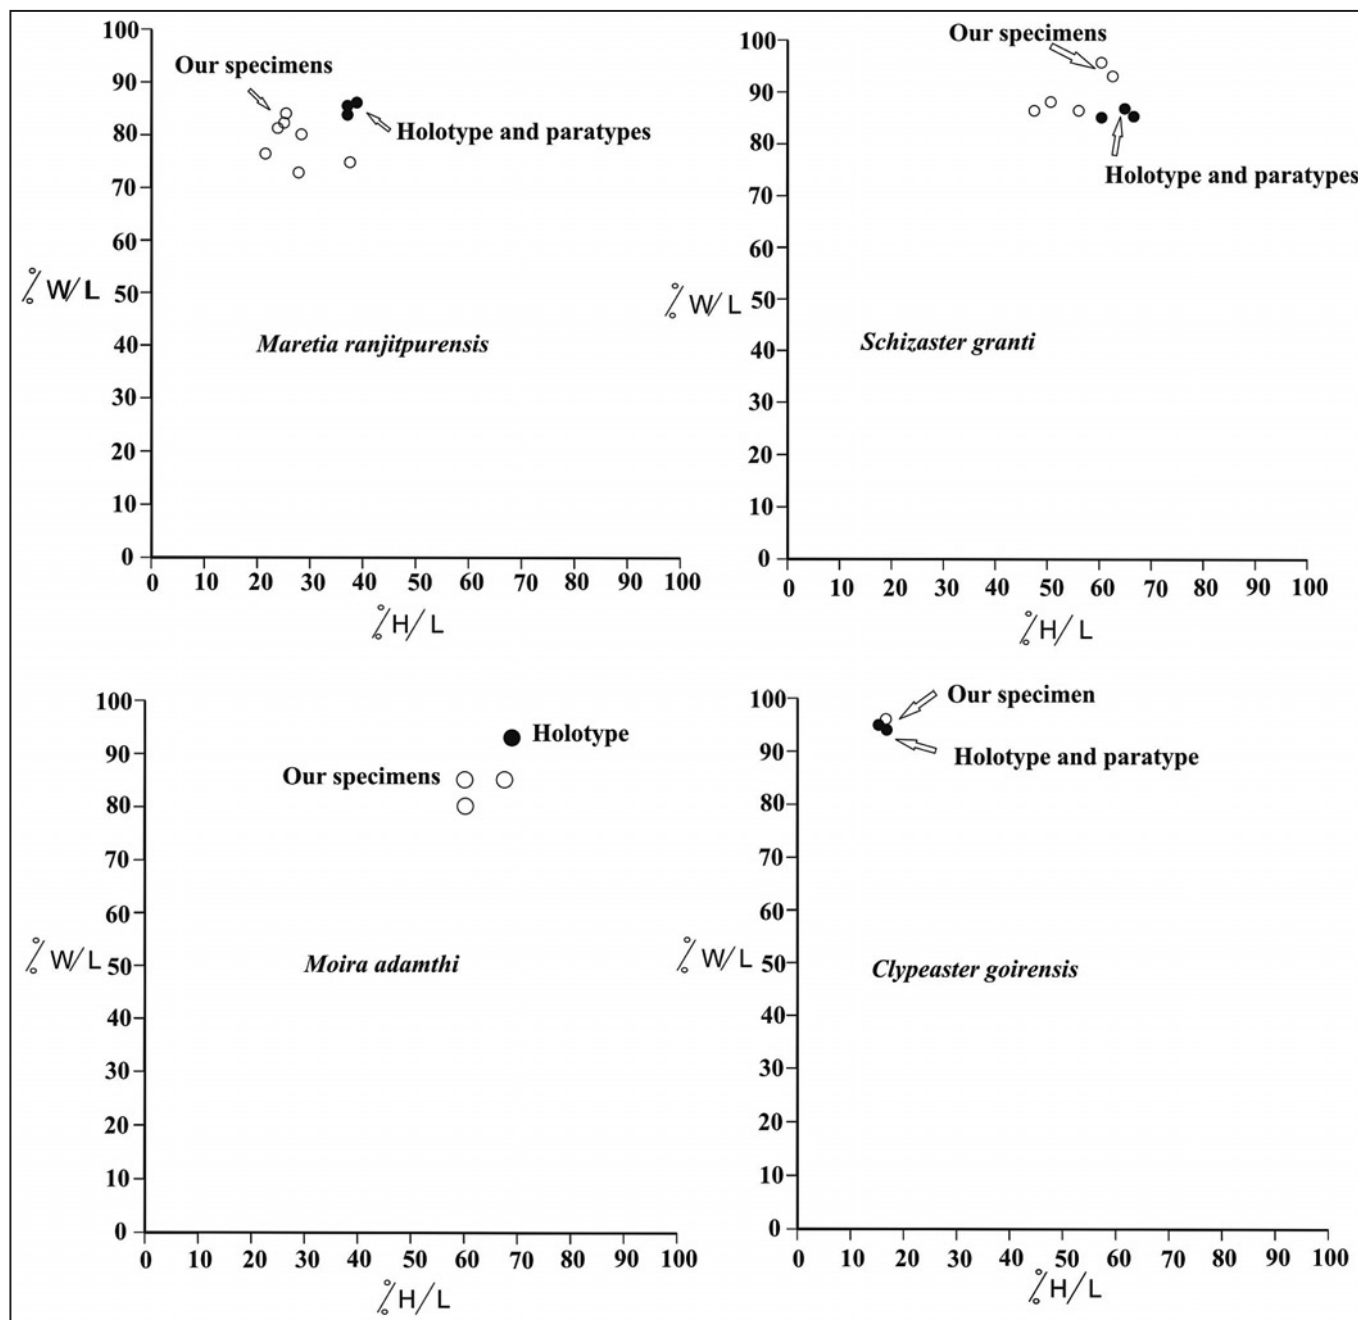 100
90
80
70
60
50
40
30
20
10
0
Our specimens
Holotype and paratypes
% W/L
Maretia ranjitpurensis
0 10 20 30 40 50 60 70 80 90 100
% H/L
100
90
80
70
60
50
40
30
20
10
0
Our specimens
Holotype and paratypes
% W/L
Schizaster granti
0 10 20 30 40 50 60 70 80 90 100
% H/L
100
90
80
70
60
50
40
30
20
10
0
Holotype
Our specimens
% W/L
Moira adamthi
0 10 20 30 40 50 60 70 80 90 100
% H/L
100
90
80
70
60
50
40
30
20
10
0
Our specimen
Holotype and paratype
% W/L
Clypeaster goirensis
0 10 20 30 40 50 60 70 80 90 100
% H/L